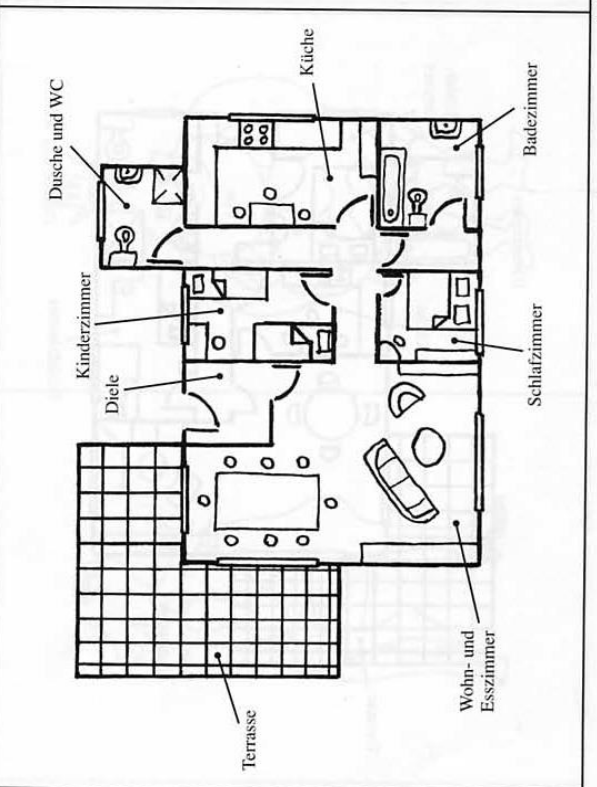 Dusche und WC
Kinderzimmer
Diele
Terrasse
Küche
Wohn- und
Esszimmer
Schlafzimmer
Badezimmer